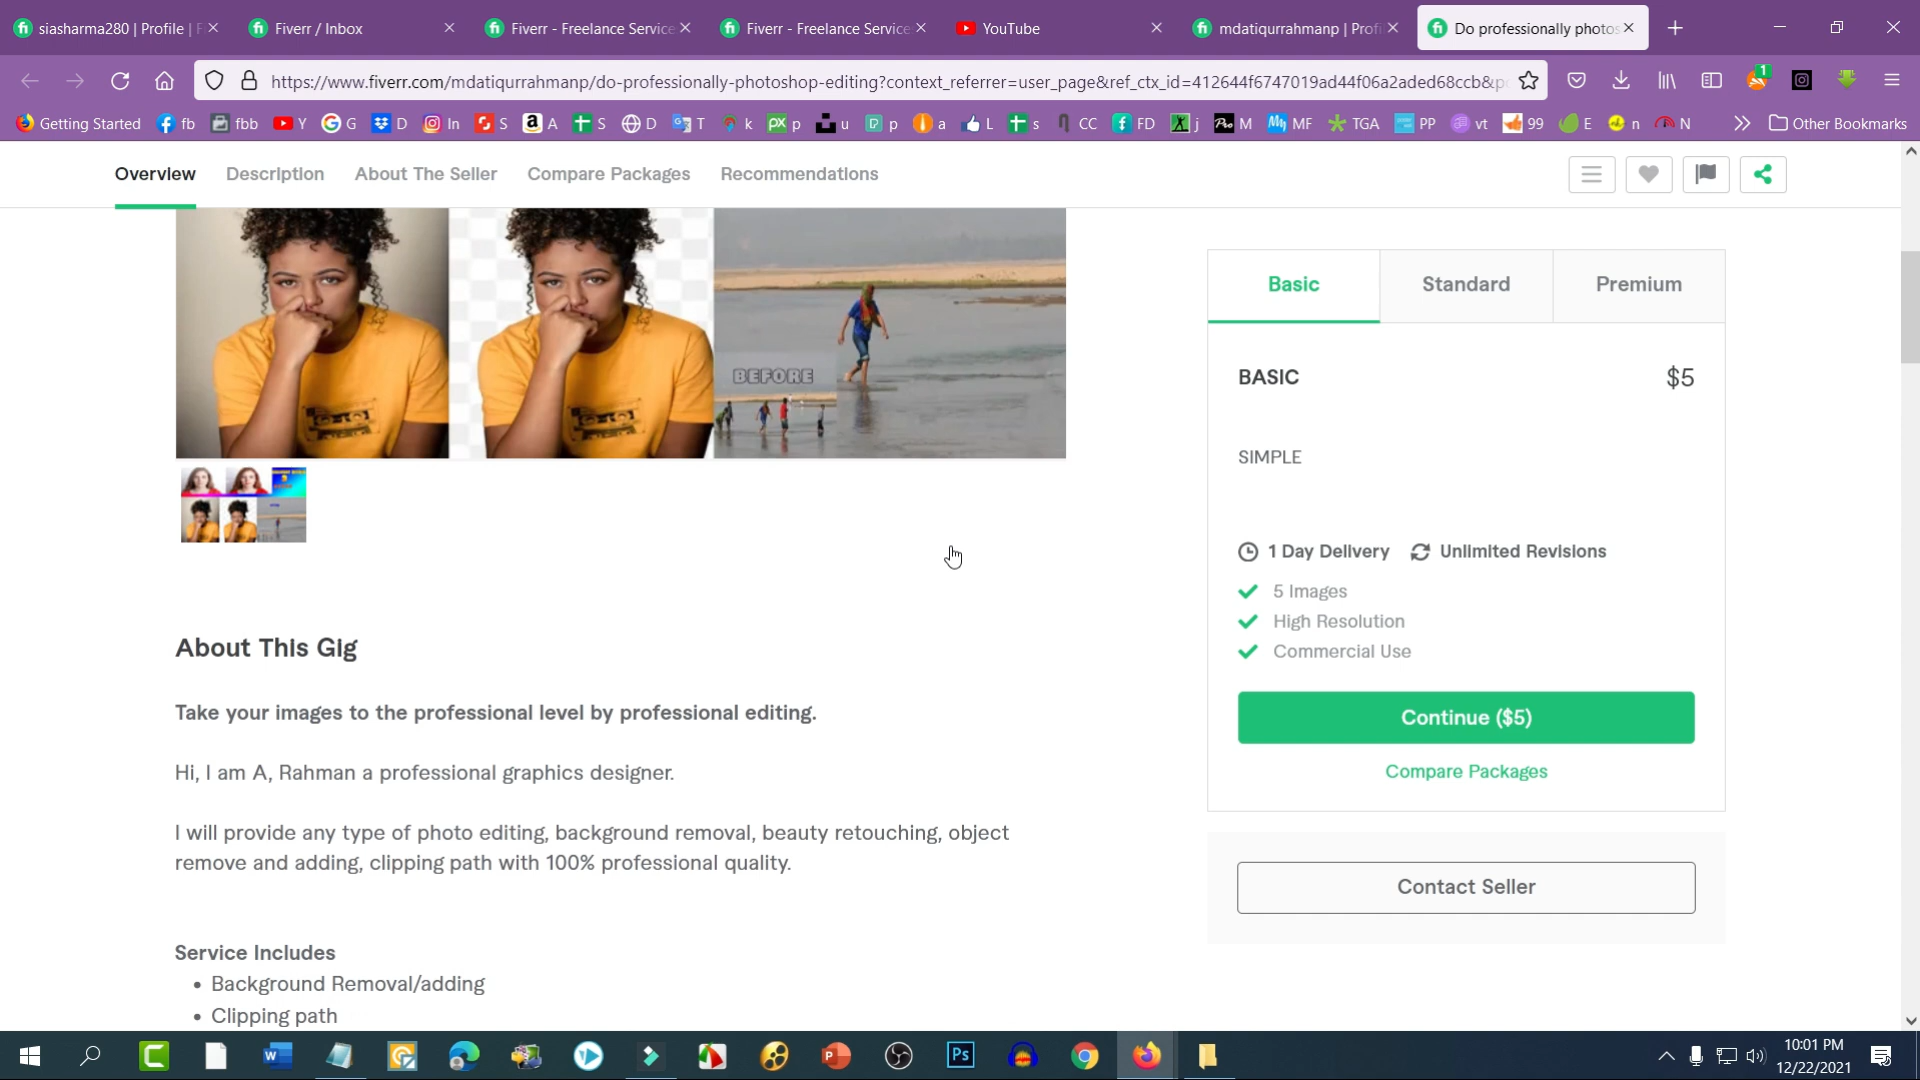 siasharma280 | Profile | F
Fiverr / Inbox
Fiverr - Freelance Service
Fiverr - Freelance Service
YouTube
mdatiqurrahmanp | Profi
Do professionally photos
https://www.fiverr.com/mdatiqurrahmanp/do-professionally-photoshop-editing?context_referrer=user_page&ref_ctx_id=412644f6747019ad44f06a2aded68ccb&p
Getting Started fb fbb Y G D In S A S D T k p u p a L s CC FD j M MF TGA PP vt 99 E n N Other Bookmarks
Overview Description About The Seller Compare Packages Recommendations
Basic Standard Premium
BEFORE
BASIC $5
SIMPLE
1 Day Delivery Unlimited Revisions
5 Images
High Resolution
Commercial Use
Continue ($5)
Compare Packages
Contact Seller
About This Gig
Take your images to the professional level by professional editing.
Hi, I am A, Rahman a professional graphics designer.
I will provide any type of photo editing, background removal, beauty retouching, object
remove and adding, clipping path with 100% professional quality.
Service Includes
• Background Removal/adding
• Clipping path
10:01 PM
12/22/2021